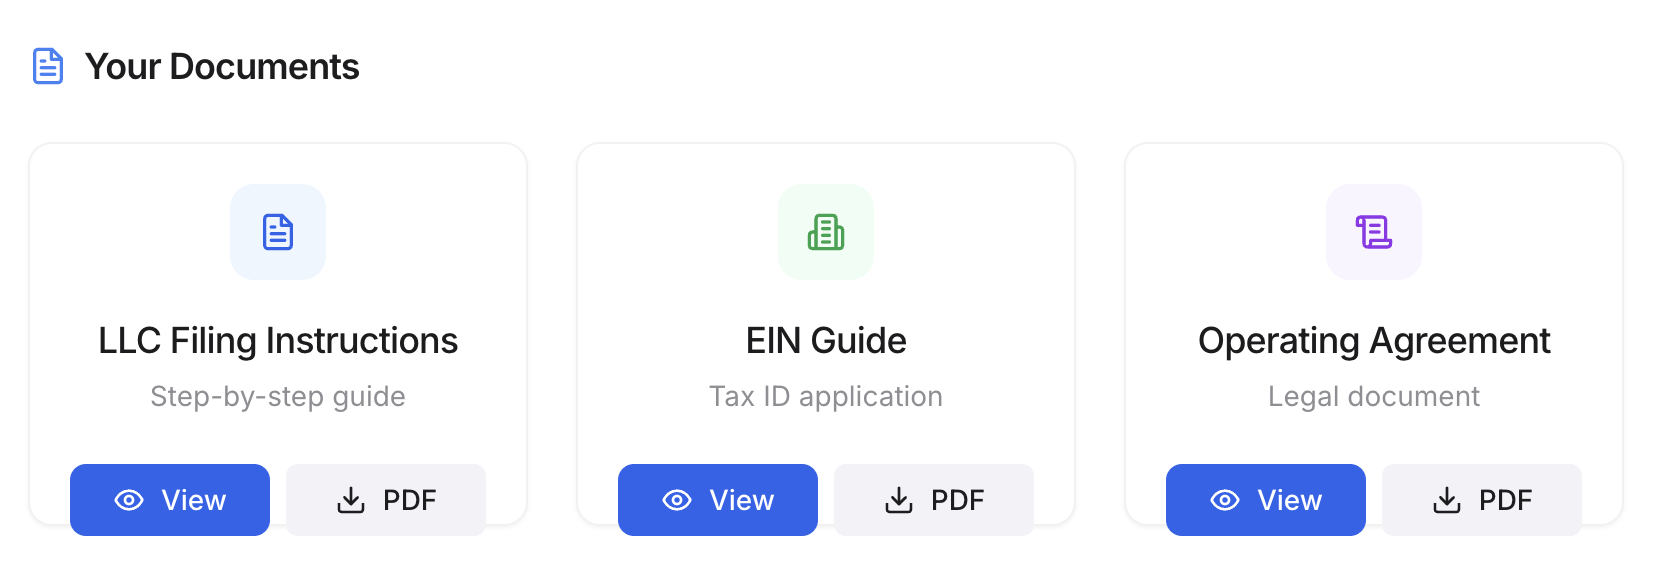 Your Documents
LLC Filing Instructions
Step-by-step guide
View
PDF
EIN Guide
Tax ID application
View
PDF
Operating Agreement
Legal document
View
PDF